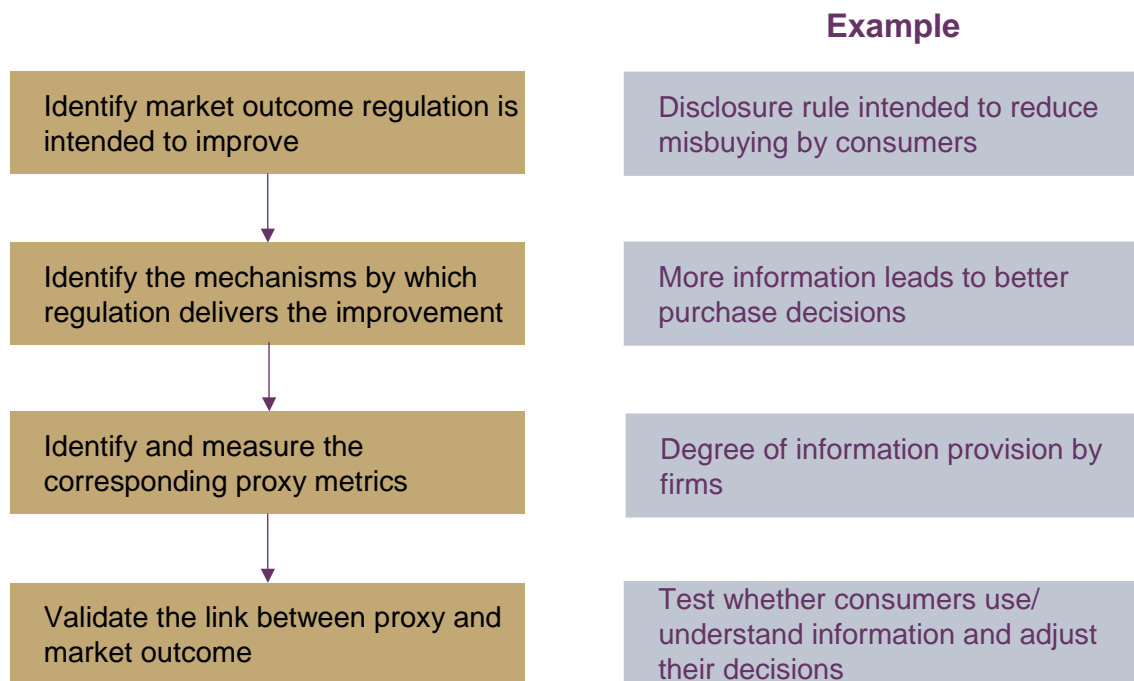 Example
Identify market outcome regulation is
intended to improve
Disclosure rule intended to reduce
misbuying by consumers
Identify the mechanisms by which
regulation delivers the improvement
More information leads to better
purchase decisions
Identify and measure the
corresponding proxy metrics
Degree of information provision by
firms
Validate the link between proxy and
market outcome
Test whether consumers use/
understand information and adjust
their decisions